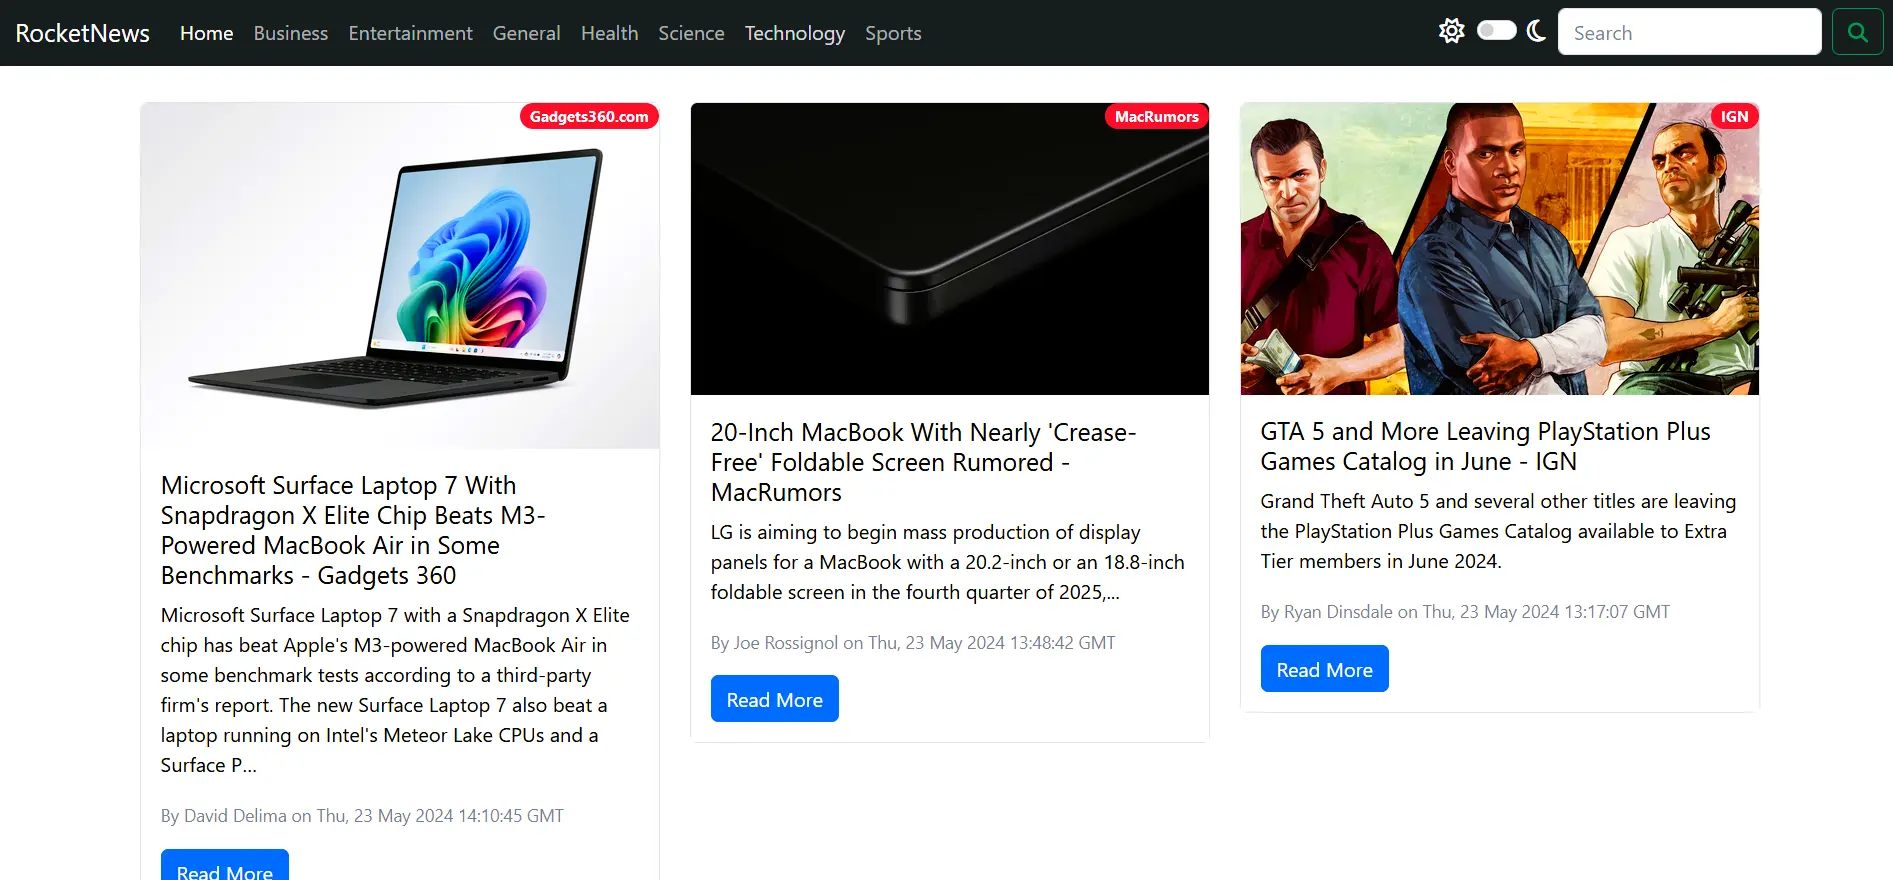 RocketNews Home Business Entertainment General Health Science Technology Sports Search
Gadgets360.com
Microsoft Surface Laptop 7 With
Snapdragon X Elite Chip Beats M3-
Powered MacBook Air in Some
Benchmarks - Gadgets 360
Microsoft Surface Laptop 7 with a Snapdragon X Elite
chip has beat Apple's M3-powered MacBook Air in
some benchmark tests according to a third-party
firm's report. The new Surface Laptop 7 also beat a
laptop running on Intel's Meteor Lake CPUs and a
Surface P...
By David Delima on Thu, 23 May 2024 14:10:45 GMT
Read More
MacRumors
20-Inch MacBook With Nearly 'Crease-
Free' Foldable Screen Rumored -
MacRumors
LG is aiming to begin mass production of display
panels for a MacBook with a 20.2-inch or an 18.8-inch
foldable screen in the fourth quarter of 2025,...
By Joe Rossignol on Thu, 23 May 2024 13:48:42 GMT
Read More
IGN
GTA 5 and More Leaving PlayStation Plus
Games Catalog in June - IGN
Grand Theft Auto 5 and several other titles are leaving
the PlayStation Plus Games Catalog available to Extra
Tier members in June 2024.
By Ryan Dinsdale on Thu, 23 May 2024 13:17:07 GMT
Read More